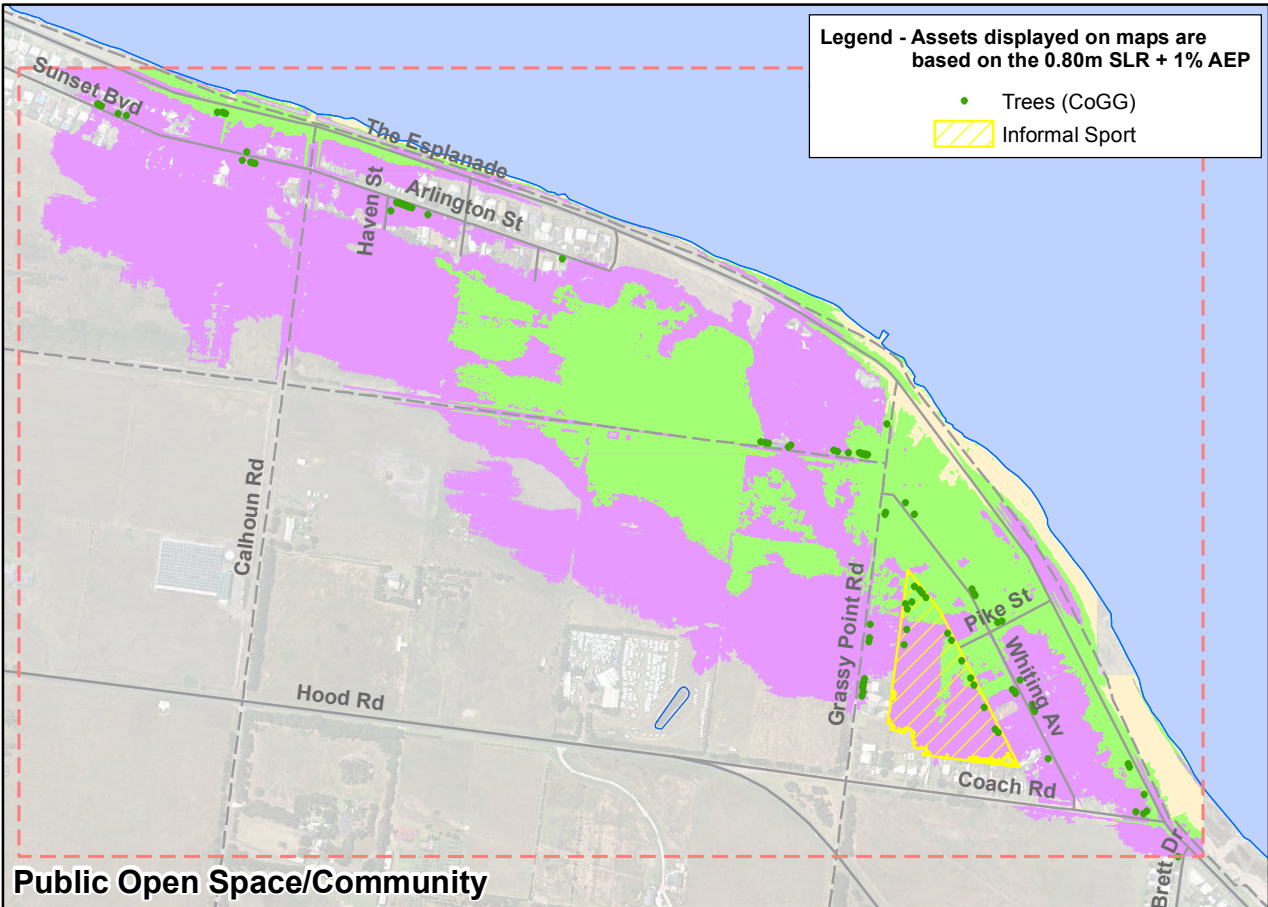 Legend - Assets displayed on maps are
based on the 0.80m SLR + 1% AEP
Trees (CoGG)
Informal Sport
Sunset Bvd
The Esplanade
Haven St
Arlington St
Calhoun Rd
Grassy Point Rd
Pike St
Whiting Av
Hood Rd
Coach Rd
Brett Dr
Public Open Space/Community